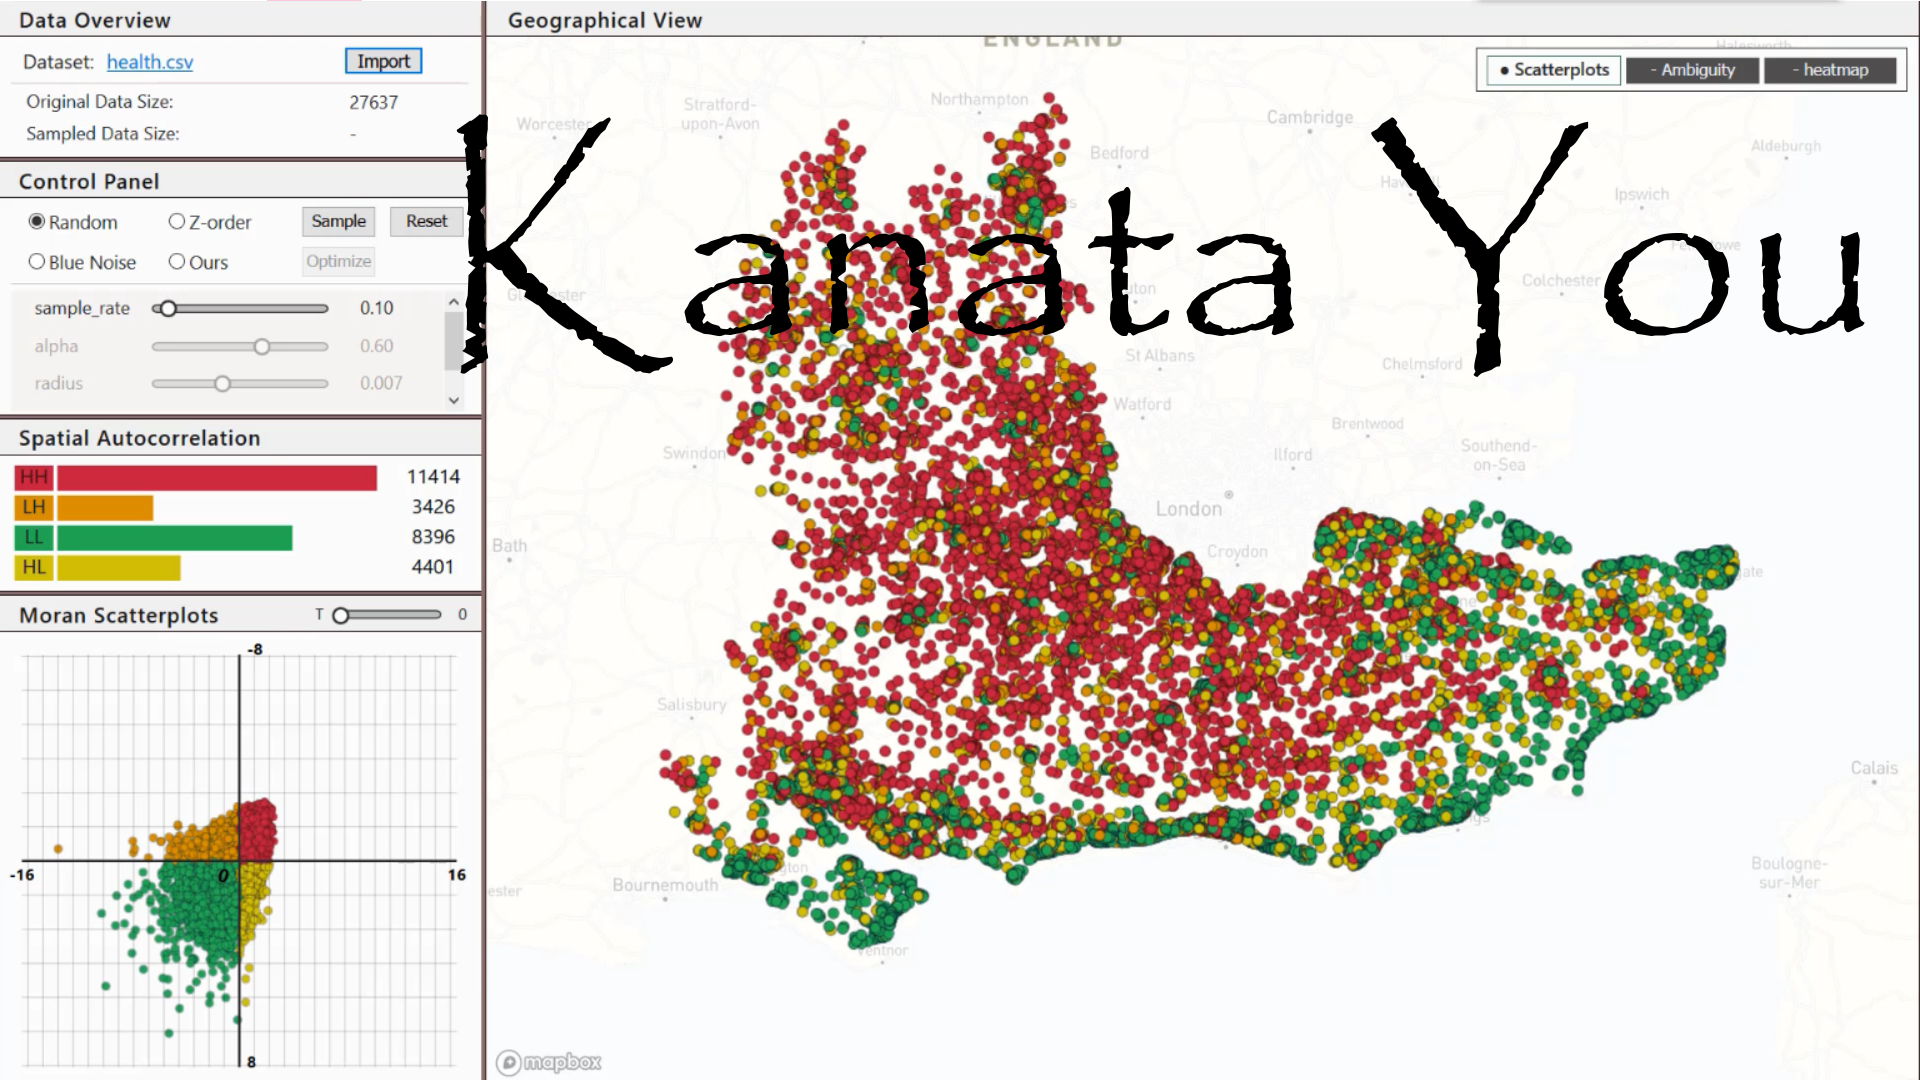 Data Overview
Dataset: health.csv Import
Original Data Size: 27637
Sampled Data Size: -
Control Panel
Random Z-order Sample Reset
Blue Noise Ours Optimize
sample_rate 0.10
alpha 0.60
radius 0.007
Spatial Autocorrelation
HH 11414
LH 3426
LL 8396
HL 4401
Moran Scatterplots T 0
-8
-16 0 16
8
Geographical View
Scatterplots - Ambiguity - heatmap
Kanata You
ENGLAND
Halesworth
Northampton
Stratford-
upon-Avon
Worcester
Cambridge
Bedford
Aldeburgh
Ipswich
Colchester
St Albans
Chelmsford
Watford
Brentwood
Swindon
Ilford
Southend-
on-Sea
London
Bath
Croydon
Salisbury
Calais
Bournemouth
Boulogne-
sur-Mer
Ventnor
mapbox